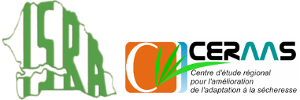 ISRA
CERAAS
Centre d'étude régional
pour l'amélioration
de l'adaptation à la sécheresse